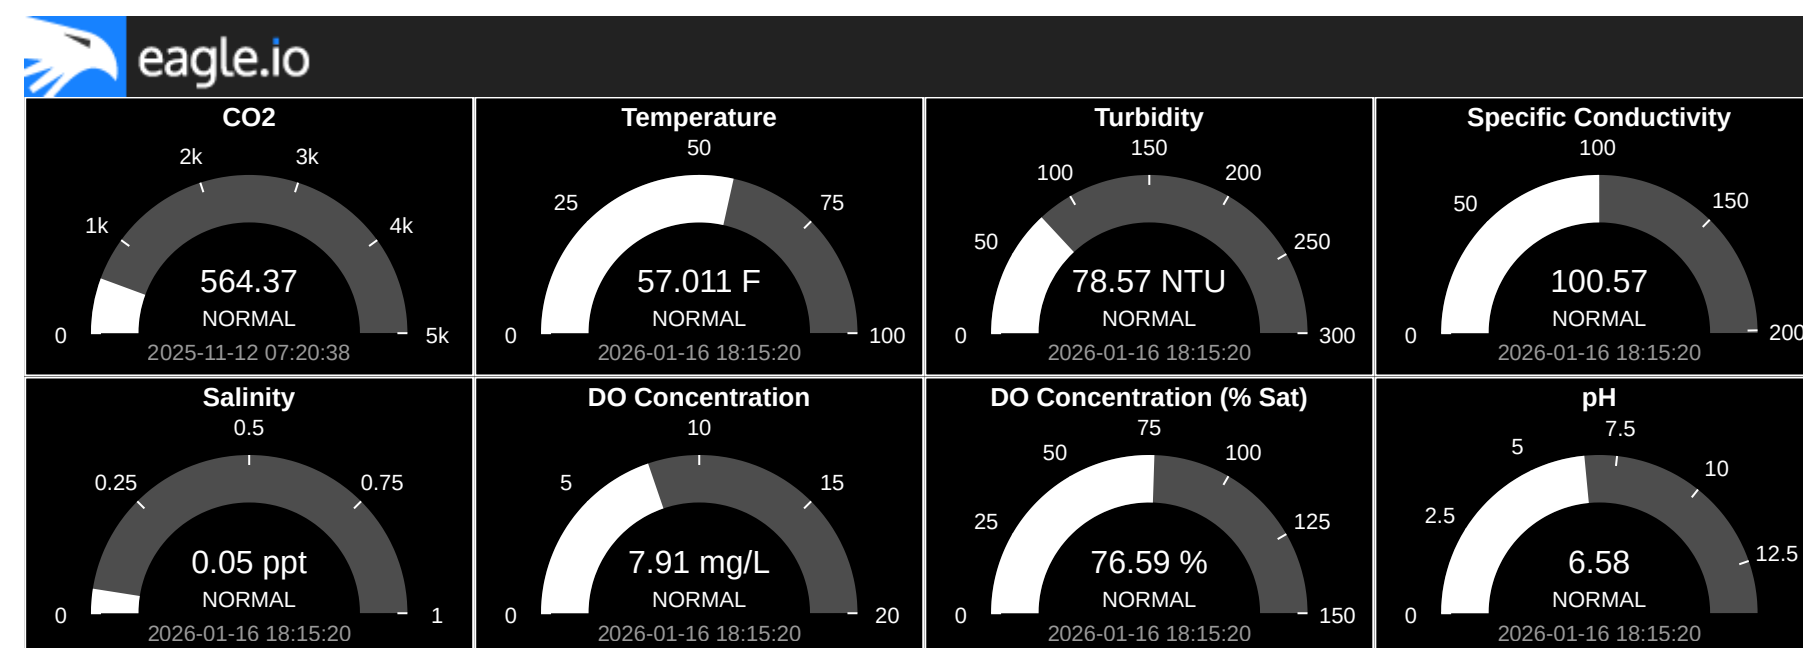 eagle.io
CO2
2k 3k
1k 4k
564.37
NORMAL
0 5k
2025-11-12 07:20:38
Temperature
50
25 75
57.011 F
NORMAL
0 100
2026-01-16 18:15:20
Turbidity
150
100 200
50 250
78.57 NTU
NORMAL
0 300
2026-01-16 18:15:20
Specific Conductivity
100
50 150
100.57
NORMAL
0 200
2026-01-16 18:15:20
Salinity
0.5
0.25 0.75
0.05 ppt
NORMAL
0 1
2026-01-16 18:15:20
DO Concentration
10
5 15
7.91 mg/L
NORMAL
0 20
2026-01-16 18:15:20
DO Concentration (% Sat)
75
50 100
25 125
76.59 %
NORMAL
0 150
2026-01-16 18:15:20
pH
7.5
5 10
2.5 12.5
6.58
NORMAL
0
2026-01-16 18:15:20